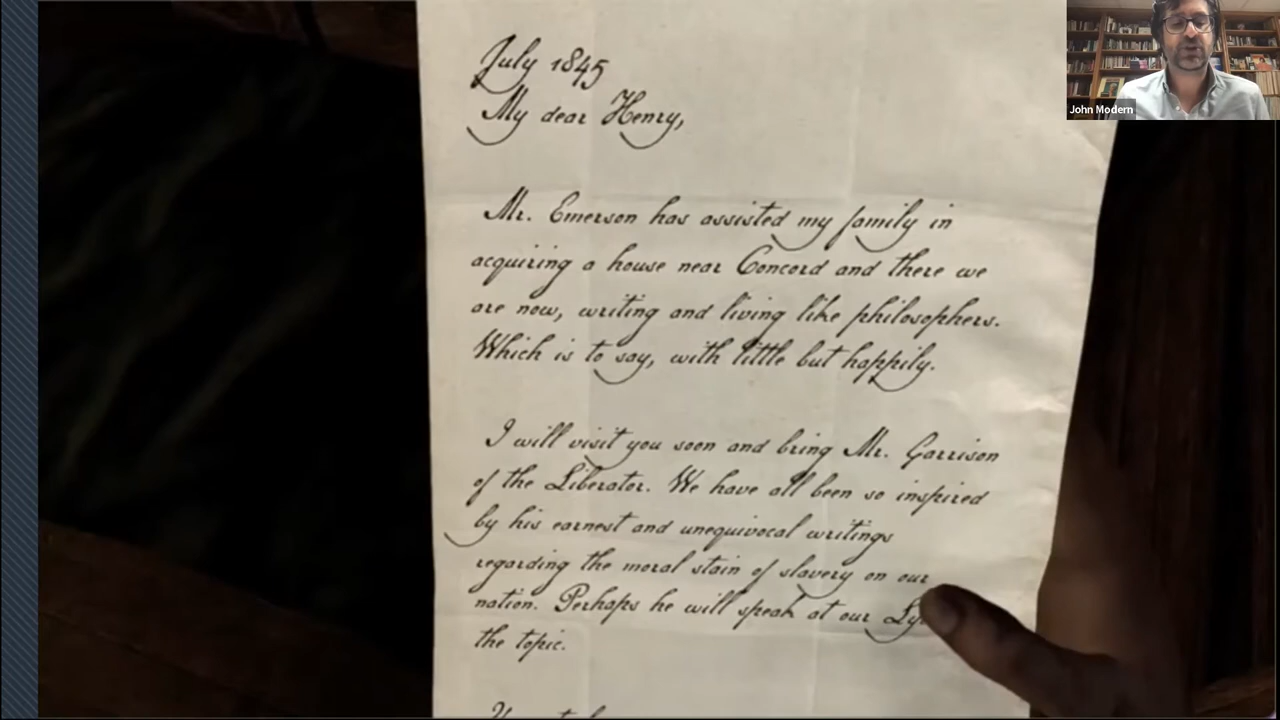 July 1845
My dear Henry,
Mr. Emerson has assisted my family in
acquiring a house near Concord and there we
are now, writing and living like philosophers.
Which is to say, with little but happily.
I will visit you soon and bring Mr. Garrison
of the Liberator. We have all been so inspired
by his earnest and unequivocal writings
regarding the moral stain of slavery on our
nation. Perhaps he will speak at our
the topic.
John Modern